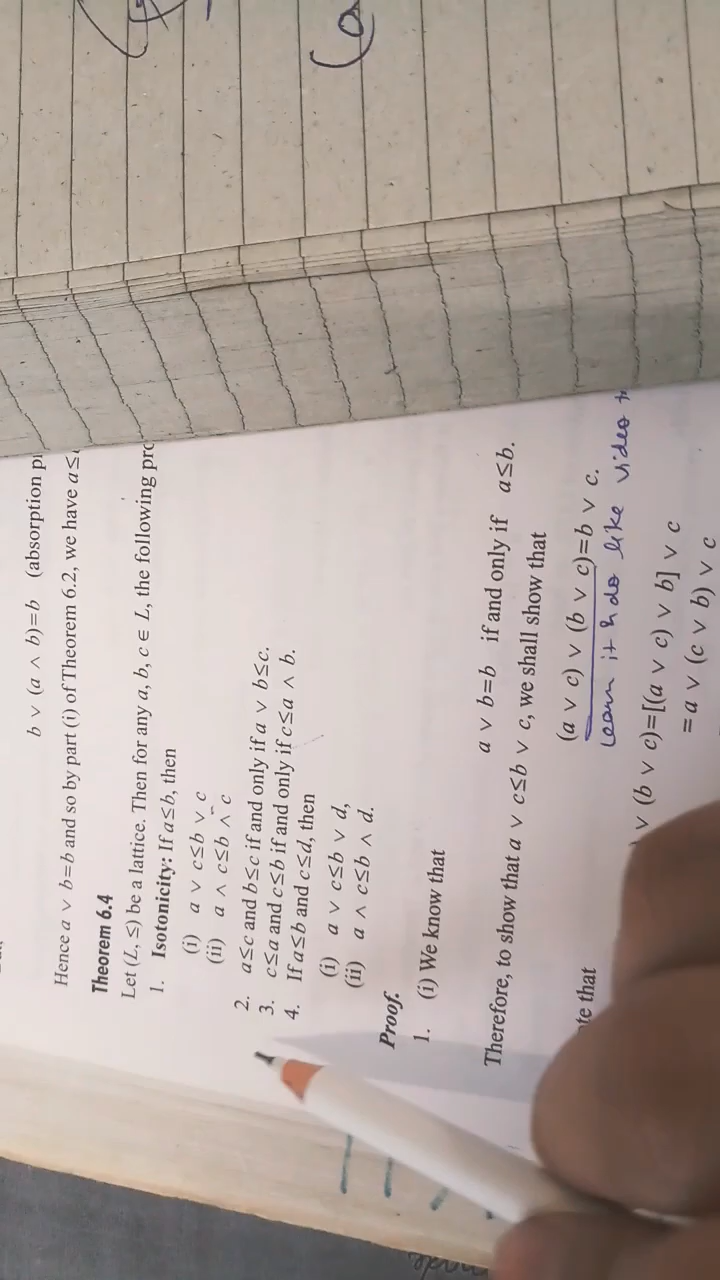 b ∨ (a ∧ b)=b (absorption
Hence a ∨ b=b and so by part (i) of Theorem 6.2, we have a≤
Theorem 6.4
Let (L, ≤) be a lattice. Then for any a, b, c ∈ L, the following
1. Isotonicity: If a≤b, then
(i) a ∨ c≤b ∨ c
(ii) a ∧ c≤b ∧ c
2. a≤c and b≤c if and only if a ∨ b≤c.
3. c≤a and c≤b if and only if c≤a ∧ b.
4. If a≤b and c≤d, then
(i) a ∨ c≤b ∨ d,
(ii) a ∧ c≤b ∧ d.
Proof.
1. (i) We know that
a ∨ b=b if and only if a≤b.
Therefore, to show that a ∨ c≤b ∨ c, we shall show that
(a ∨ c) ∨ (b ∨ c)=b ∨ c.
Learn it & do like video
that
∨ (b ∨ c)=[(a ∨ c) ∨ b] ∨ c
= a ∨ (c ∨ b) ∨ c
(a